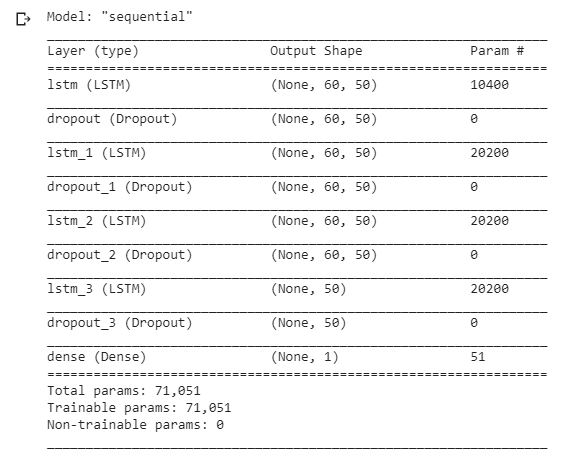 Model: "sequential"
Layer (type) Output Shape Param #
lstm (LSTM) (None, 60, 50) 10400
dropout (Dropout) (None, 60, 50) 0
lstm_1 (LSTM) (None, 60, 50) 20200
dropout_1 (Dropout) (None, 60, 50) 0
lstm_2 (LSTM) (None, 60, 50) 20200
dropout_2 (Dropout) (None, 60, 50) 0
lstm_3 (LSTM) (None, 50) 20200
dropout_3 (Dropout) (None, 50) 0
dense (Dense) (None, 1) 51
Total params: 71,051
Trainable params: 71,051
Non-trainable params: 0